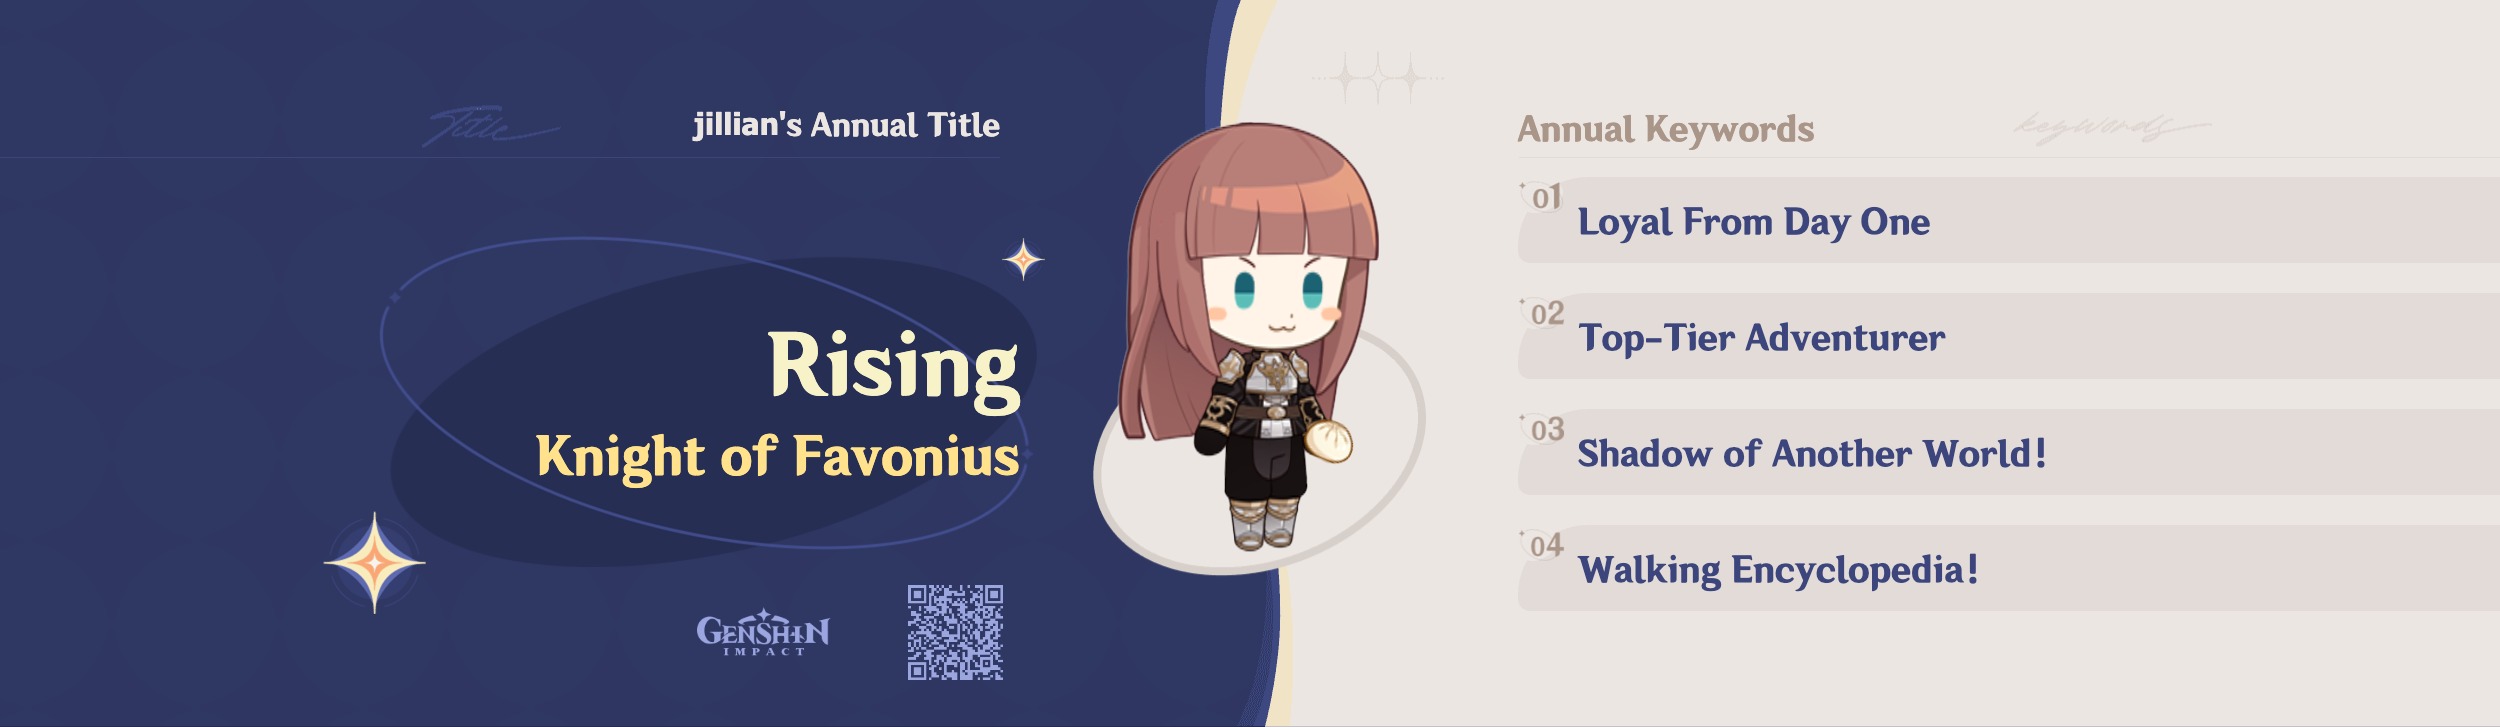 Title
jillian's Annual Title
Rising
Knight of Favonius
GENSHIN
IMPACT
Annual Keywords
keywords
01
Loyal From Day One
02
Top-Tier Adventurer
03
Shadow of Another World!
04
Walking Encyclopedia!